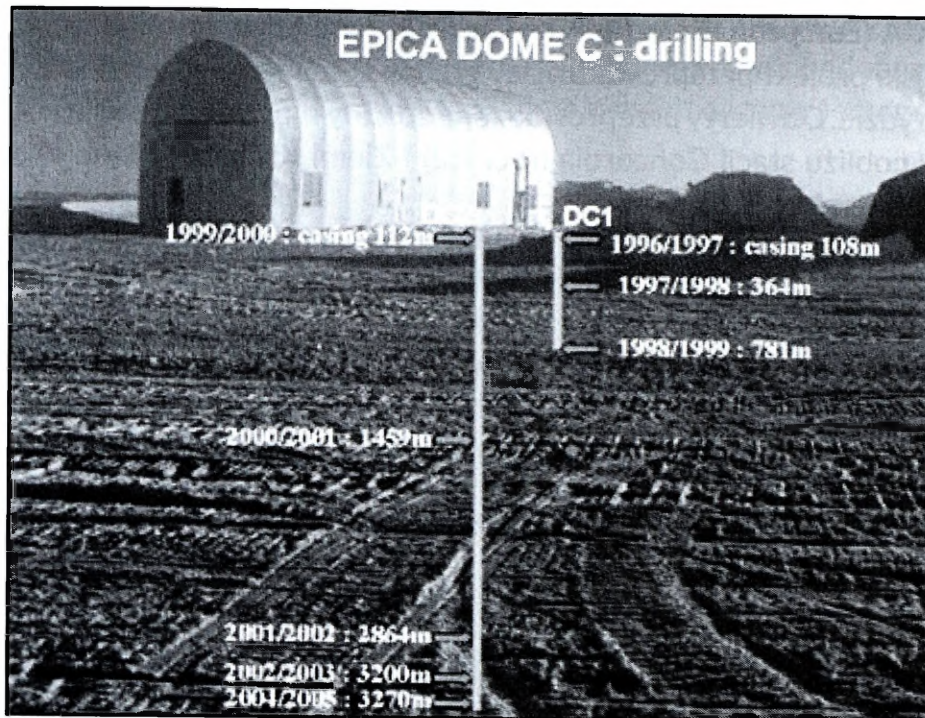 EPICA DOME C : drilling
DC1
1999/2000 : casing 112m
1996/1997 : casing 108m
1997/1998 : 364m
1998/1999 : 781m
2000/2001 : 1459m
2001/2002 : 2864m
2002/2003 : 3200m
2004/2005 : 3270m